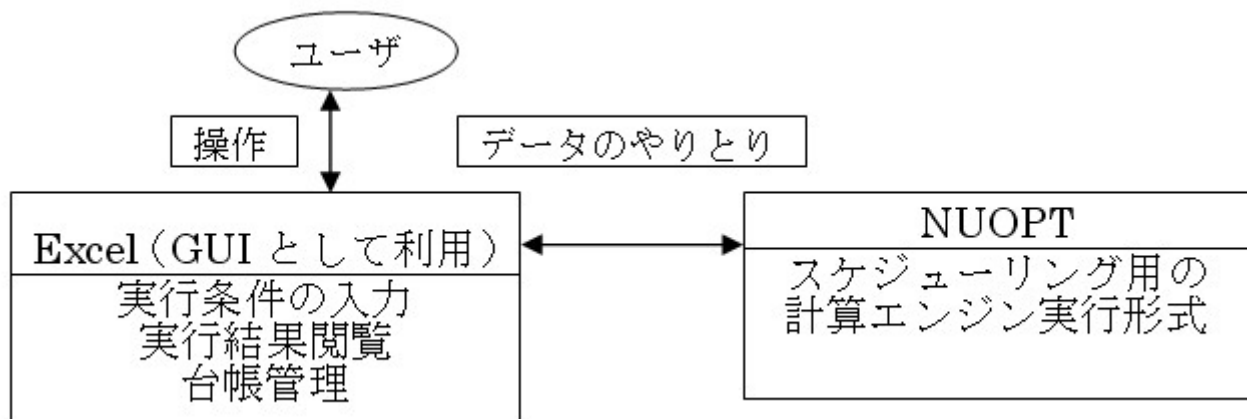 ユーザ
操作
データのやりとり
Excel（GUI として利用）
実行条件の入力
実行結果閲覧
台帳管理
NUOPT
スケジューリング用の
計算エンジン実行形式